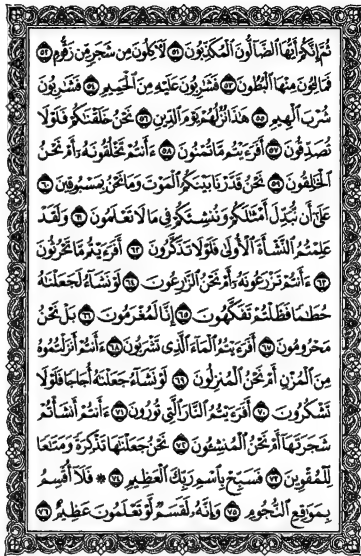 ثُمَّ إِنَّكُمْ أَيُّهَا الضَّالُّونَ الْمُكَذِّبُونَ ٥١ لَآكِلُونَ مِن شَجَرٍ مِّن زَقُّومٍ ٥٢
فَمَالِئُونَ مِنْهَا الْبُطُونَ ٥٣ فَشَارِبُونَ عَلَيْهِ مِنَ الْحَمِيمِ ٥٤ فَشَارِبُونَ
شُرْبَ الْهِيمِ ٥٥ هَٰذَا نُزُلُهُمْ يَوْمَ الدِّينِ ٥٦ نَحْنُ خَلَقْنَاكُمْ فَلَوْلَا
تُصَدِّقُونَ ٥٧ أَفَرَءَيْتُم مَّا تُمْنُونَ ٥٨ ءَأَنتُمْ تَخْلُقُونَهُ أَمْ نَحْنُ
الْخَالِقُونَ ٥٩ نَحْنُ قَدَّرْنَا بَيْنَكُمُ الْمَوْتَ وَمَا نَحْنُ بِمَسْبُوقِينَ ٦٠
عَلَىٰ أَن نُّبَدِّلَ أَمْثَالَكُمْ وَنُنشِئَكُمْ فِي مَا لَا تَعْلَمُونَ ٦١ وَلَقَدْ
عَلِمْتُمُ النَّشْأَةَ الْأُولَىٰ فَلَوْلَا تَذَكَّرُونَ ٦٢ أَفَرَءَيْتُم مَّا تَحْرُثُونَ
٦٣ ءَأَنتُمْ تَزْرَعُونَهُ أَمْ نَحْنُ الزَّارِعُونَ ٦٤ لَوْ نَشَاءُ لَجَعَلْنَاهُ
حُطَامًا فَظَلْتُمْ تَفَكَّهُونَ ٦٥ إِنَّا لَمُغْرَمُونَ ٦٦ بَلْ نَحْنُ
مَحْرُومُونَ ٦٧ أَفَرَءَيْتُمُ الْمَاءَ الَّذِي تَشْرَبُونَ ٦٨ ءَأَنتُمْ أَنزَلْتُمُوهُ
مِنَ الْمُزْنِ أَمْ نَحْنُ الْمُنزِلُونَ ٦٩ لَوْ نَشَاءُ جَعَلْنَاهُ أُجَاجًا فَلَوْلَا
تَشْكُرُونَ ٧٠ أَفَرَءَيْتُمُ النَّارَ الَّتِي تُورُونَ ٧١ ءَأَنتُمْ أَنشَأْتُمْ
شَجَرَتَهَا أَمْ نَحْنُ الْمُنشِئُونَ ٧٢ نَحْنُ جَعَلْنَاهَا تَذْكِرَةً وَمَتَاعًا
لِّلْمُقْوِينَ ٧٣ فَسَبِّحْ بِاسْمِ رَبِّكَ الْعَظِيمِ ٧٤ ۞ فَلَا أُقْسِمُ
بِمَوَاقِعِ النُّجُومِ ٧٥ وَإِنَّهُ لَقَسَمٌ لَّوْ تَعْلَمُونَ عَظِيمٌ ٧٦